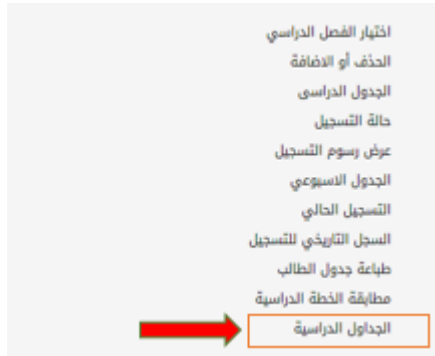 اختيار الفصل الدراسي
الحذف أو الاضافة
الجدول الدراسى
حالة التسجيل
عرض رسوم التسجيل
الجدول الاسبوعي
التسجيل الحالي
السجل التاريخي للتسجيل
طباعة جدول الطالب
مطابقة الخطة الدراسية
الجداول الدراسية